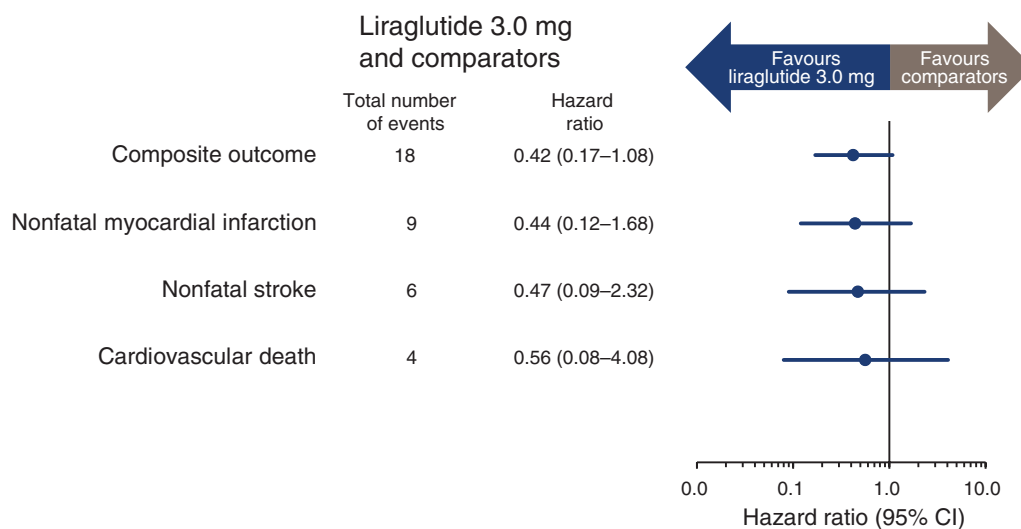 Liraglutide 3.0 mg
and comparators
Favours
liraglutide 3.0 mg
Favours
comparators
Total number
of events
Hazard
ratio
Composite outcome 18 0.42 (0.17–1.08)
Nonfatal myocardial infarction 9 0.44 (0.12–1.68)
Nonfatal stroke 6 0.47 (0.09–2.32)
Cardiovascular death 4 0.56 (0.08–4.08)
0.0 0.1 1.0 10.0
Hazard ratio (95% CI)